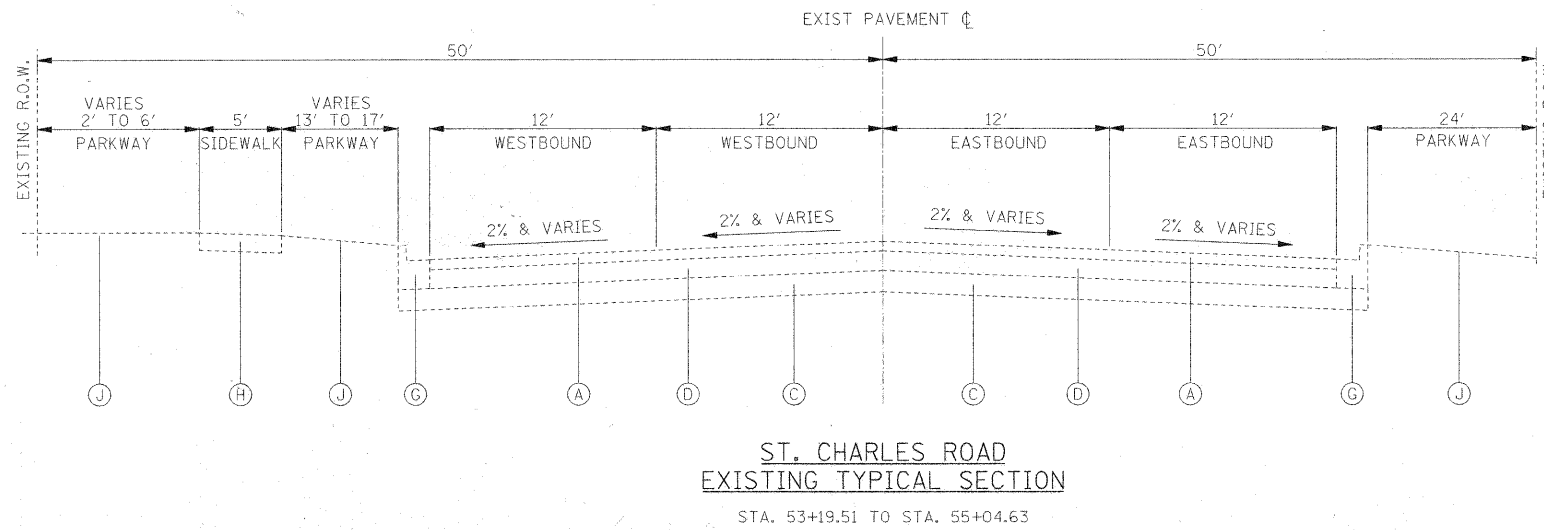 EXIST PAVEMENT ℄
50' 50'
EXISTING R.O.W.
VARIES
2' TO 6'
PARKWAY
5'
SIDEWALK
VARIES
13' TO 17'
PARKWAY
12'
WESTBOUND
12'
WESTBOUND
12'
EASTBOUND
12'
EASTBOUND
24'
PARKWAY
2% & VARIES 2% & VARIES 2% & VARIES 2% & VARIES
J H J G A D C C D A G J
ST. CHARLES ROAD
EXISTING TYPICAL SECTION
STA. 53+19.51 TO STA. 55+04.63